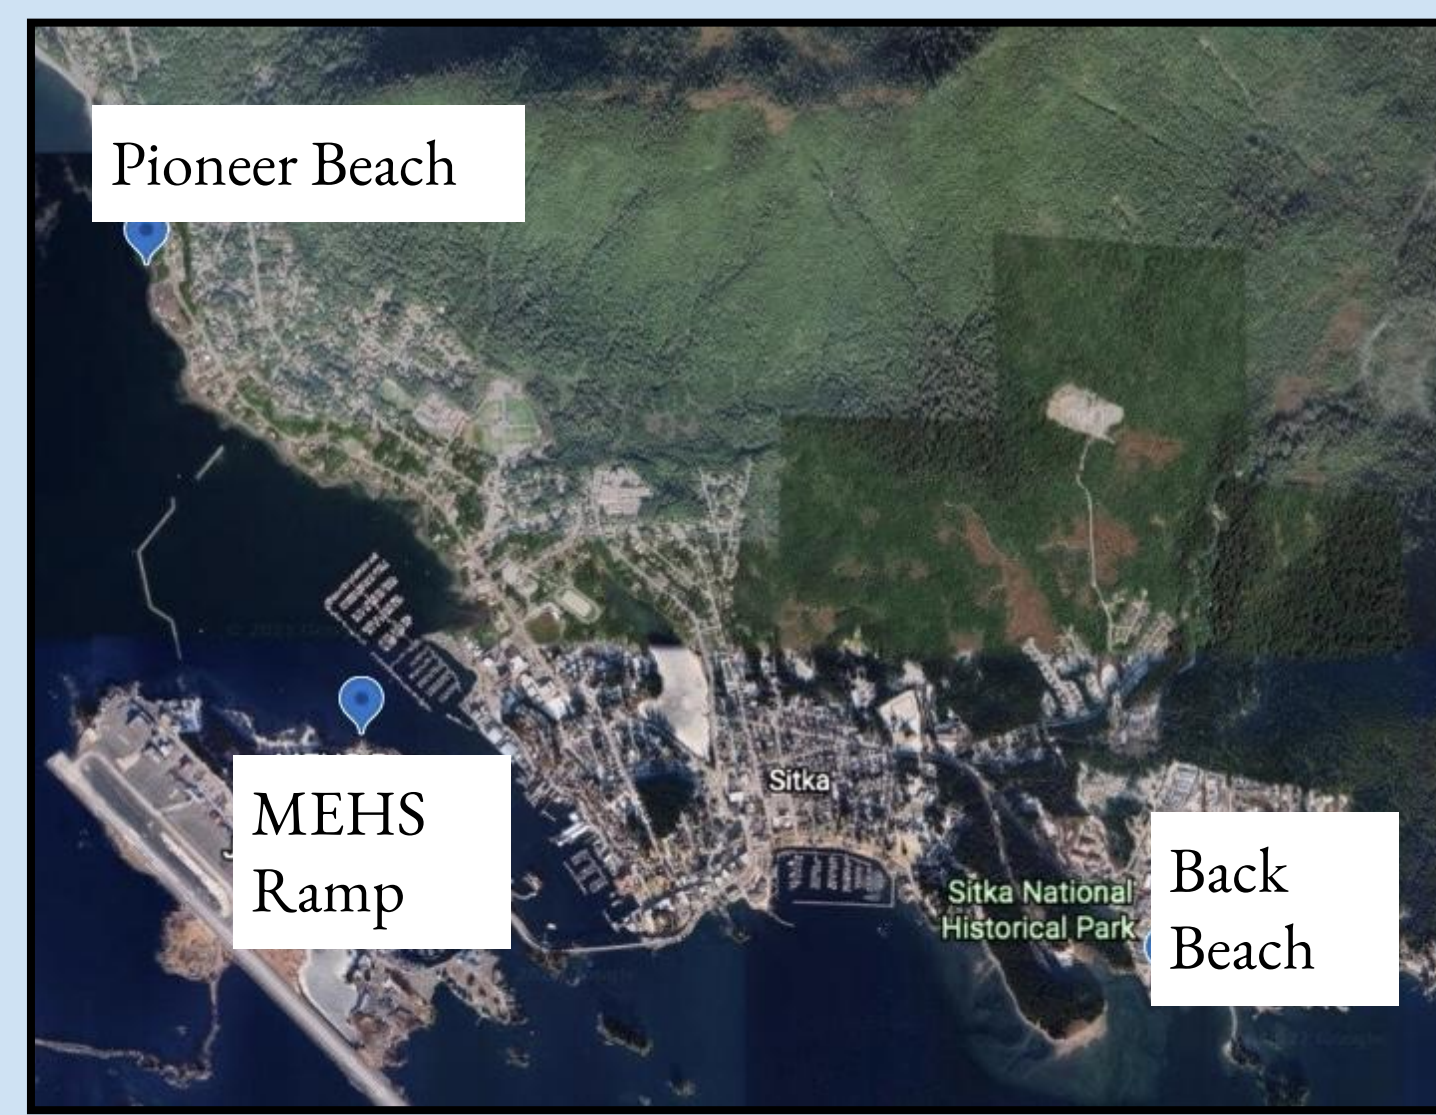 Pioneer Beach
MEHS
Ramp
Sitka
Sitka National
Historical Park
Back
Beach